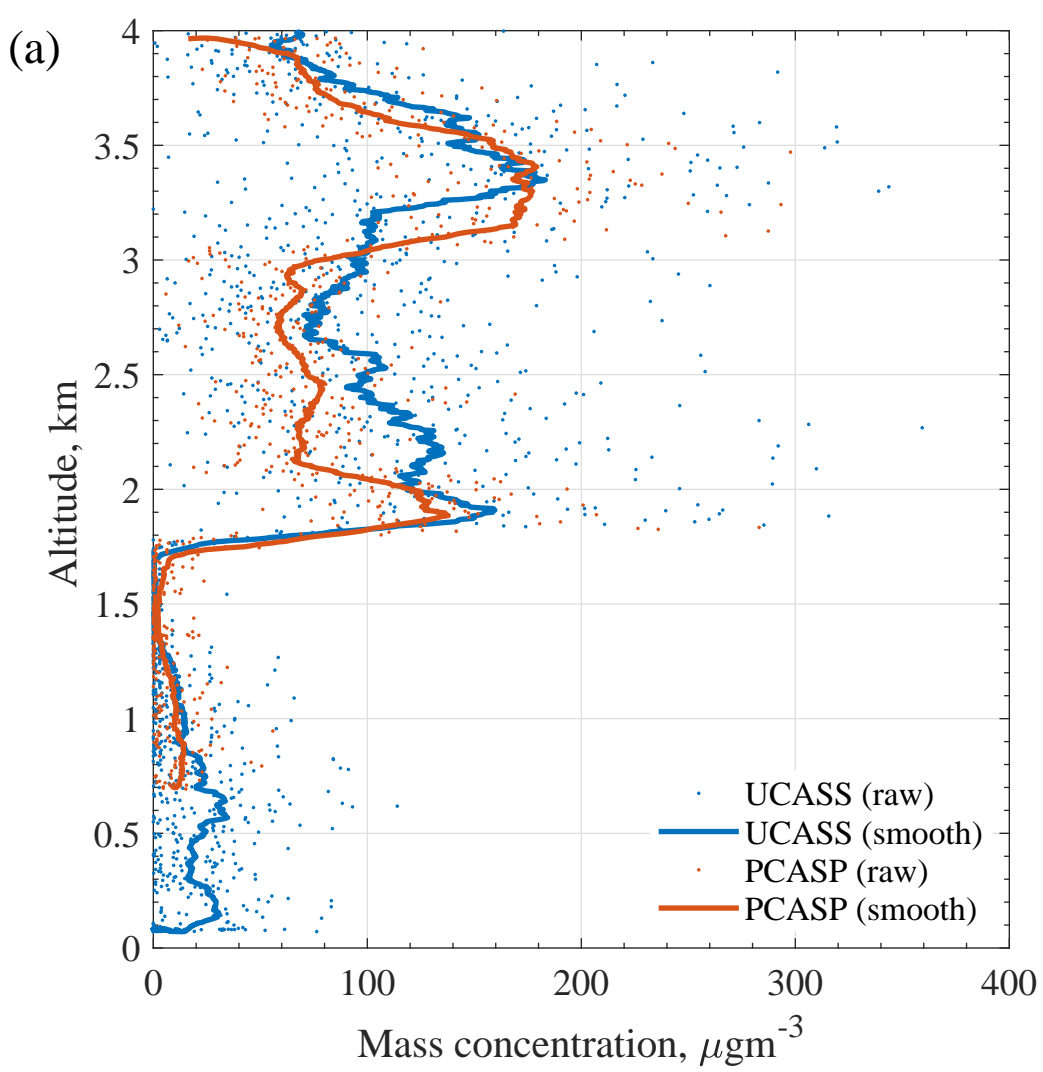 (a)
4
3.5
3
2.5
2
1.5
1
0.5
0
Altitude, km
UCASS (raw)
UCASS (smooth)
PCASP (raw)
PCASP (smooth)
0 100 200 300 400
Mass concentration, μgm⁻³